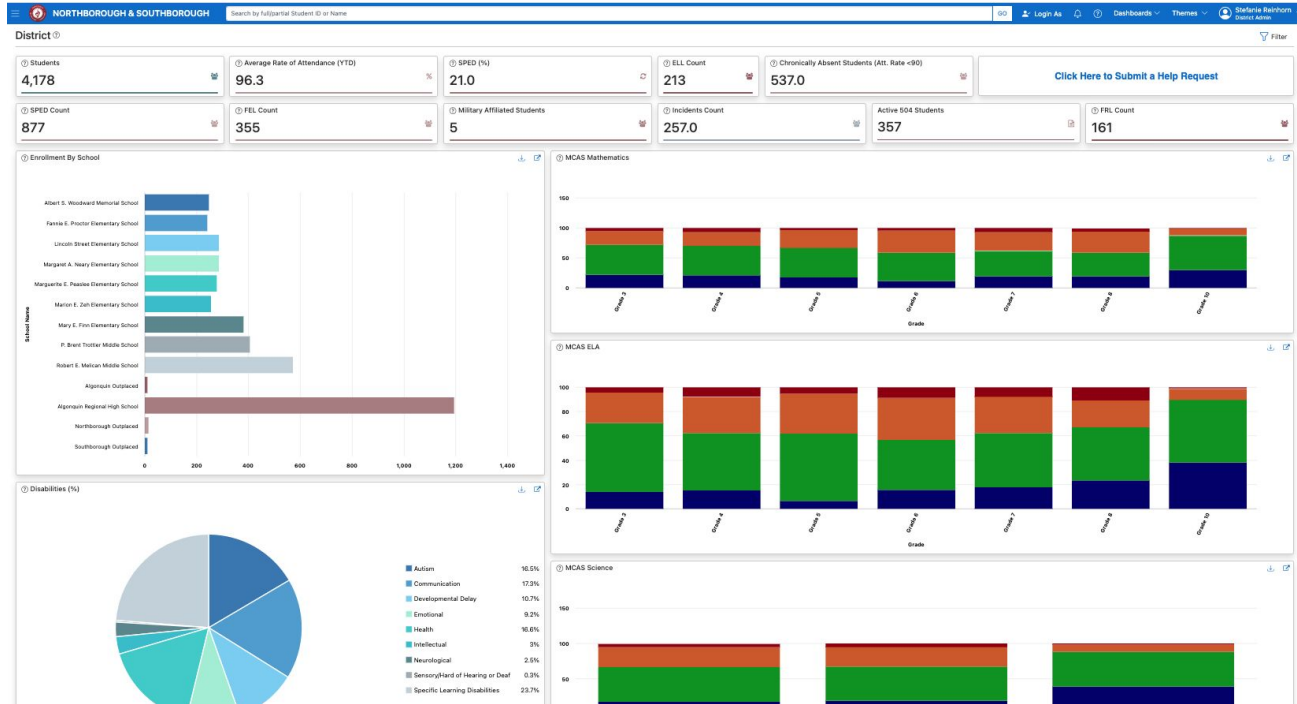 NORTHBOROUGH & SOUTHBOROUGH
Search by full/partial Student ID or Name
GO
Login As
Dashboards
Themes
Stefanie Reinhorn
District Admin
District
Filter
Students
4,178
Average Rate of Attendance (YTD)
96.3
%
SPED (%)
21.0
ELL Count
213
Chronically Absent Students (Att. Rate <90)
537.0
Click Here to Submit a Help Request
SPED Count
877
FEL Count
355
Military Affiliated Students
5
Incidents Count
257.0
Active 504 Students
357
FRL Count
161
Enrollment By School
School Name
Albert S. Woodward Memorial School
Fannie E. Proctor Elementary School
Lincoln Street Elementary School
Margaret A. Neary Elementary School
Marguerite E. Peaslee Elementary School
Marion E. Zeh Elementary School
Mary E. Finn Elementary School
P. Brent Trottier Middle School
Robert E. Melican Middle School
Algonquin Outplaced
Algonquin Regional High School
Northborough Outplaced
Southborough Outplaced
0 200 400 600 800 1,000 1,200 1,400
MCAS Mathematics
150
100
50
0
Grade 3 Grade 4 Grade 5 Grade 6 Grade 7 Grade 8 Grade 10
Grade
MCAS ELA
100
80
60
40
20
0
Grade 3 Grade 4 Grade 5 Grade 6 Grade 7 Grade 8 Grade 10
Grade
Disabilities (%)
Autism 16.5%
Communication 17.3%
Developmental Delay 10.7%
Emotional 9.2%
Health 16.6%
Intellectual 3%
Neurological 2.5%
Sensory/Hard of Hearing or Deaf 0.3%
Specific Learning Disabilities 23.7%
MCAS Science
150
100
50